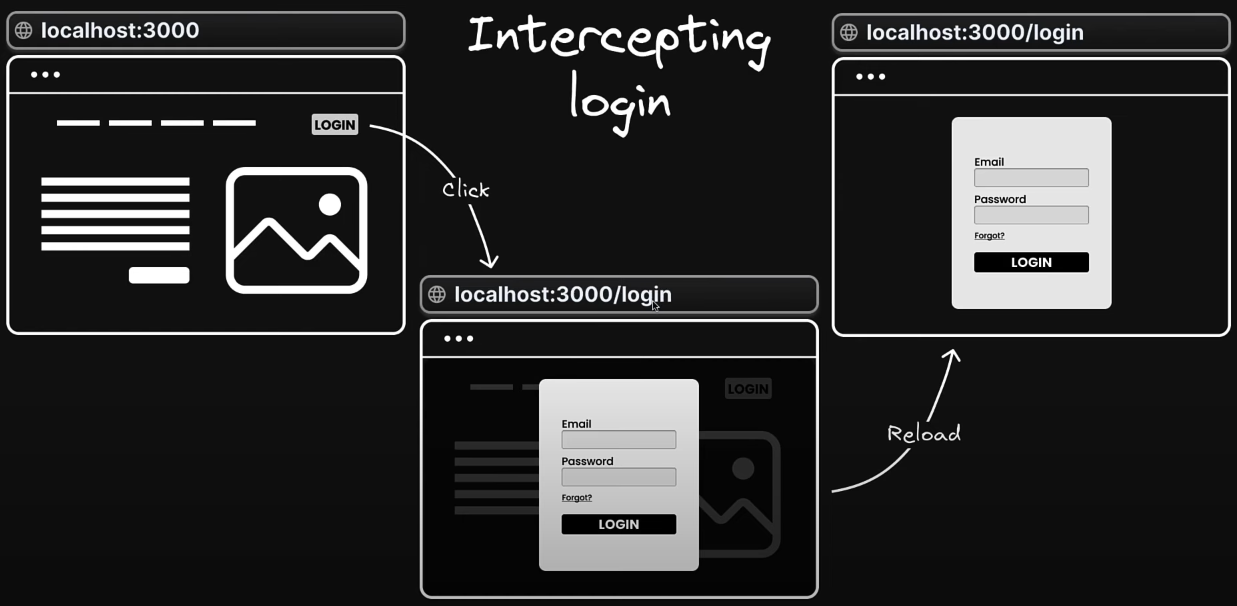 localhost:3000
LOGIN
Intercepting
login
Click
localhost:3000/login
LOGIN
Email
Password
Forgot?
LOGIN
Reload
localhost:3000/login
Email
Password
Forgot?
LOGIN